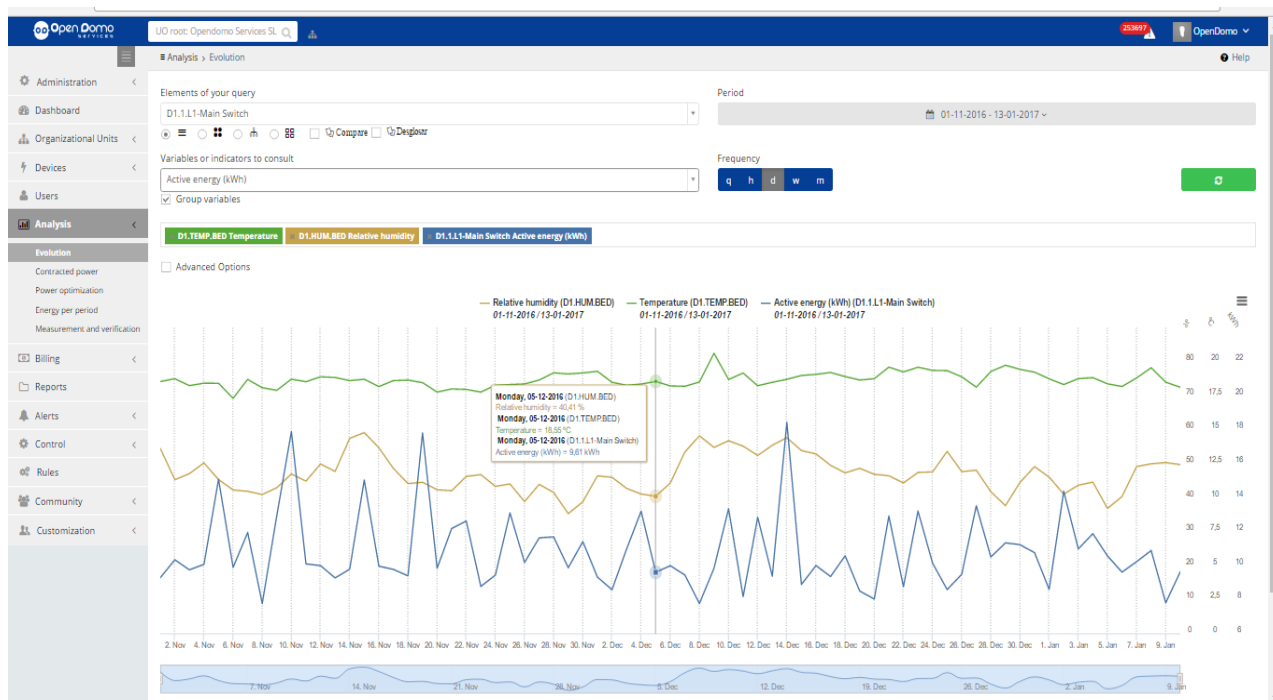 Open Domo
SERVICES
UO root: Opendomo Services SL
253697
OpenDomo
Analysis > Evolution
Help
Administration
Dashboard
Organizational Units
Devices
Users
Analysis
Evolution
Contracted power
Power optimization
Energy per period
Measurement and verification
Billing
Reports
Alerts
Control
Rules
Community
Customization
Elements of your query
D1.1.L1-Main Switch
Compare
Desglosar
Period
01-11-2016 - 13-01-2017
Variables or indicators to consult
Active energy (kWh)
Group variables
Frequency
q h d w m
× D1.TEMP.BED Temperature × D1.HUM.BED Relative humidity × D1.1.L1-Main Switch Active energy (kWh)
Advanced Options
Relative humidity (D1.HUM.BED) Temperature (D1.TEMP.BED) Active energy (kWh) (D1.1.L1-Main Switch)
01-11-2016 / 13-01-2017 01-11-2016 / 13-01-2017 01-11-2016 / 13-01-2017
% °C kWh
80 20 22
70 17,5 20
60 15 18
50 12,5 16
40 10 14
30 7,5 12
20 5 10
10 2,5 8
0 0 6
Monday, 05-12-2016 (D1.HUM.BED)
Relative humidity = 40,41 %
Monday, 05-12-2016 (D1.TEMP.BED)
Temperature = 18,55 °C
Monday, 05-12-2016 (D1.1.L1-Main Switch)
Active energy (kWh) = 9,61 kWh
2. Nov 4. Nov 6. Nov 8. Nov 10. Nov 12. Nov 14. Nov 16. Nov 18. Nov 20. Nov 22. Nov 24. Nov 26. Nov 28. Nov 30. Nov 2. Dec 4. Dec 6. Dec 8. Dec 10. Dec 12. Dec 14. Dec 16. Dec 18. Dec 20. Dec 22. Dec 24. Dec 26. Dec 28. Dec 30. Dec 1. Jan 3. Jan 5. Jan 7. Jan 9. Jan
7. Nov 14. Nov 21. Nov 28. Nov 5. Dec 12. Dec 19. Dec 26. Dec 2. Jan 9. Jan